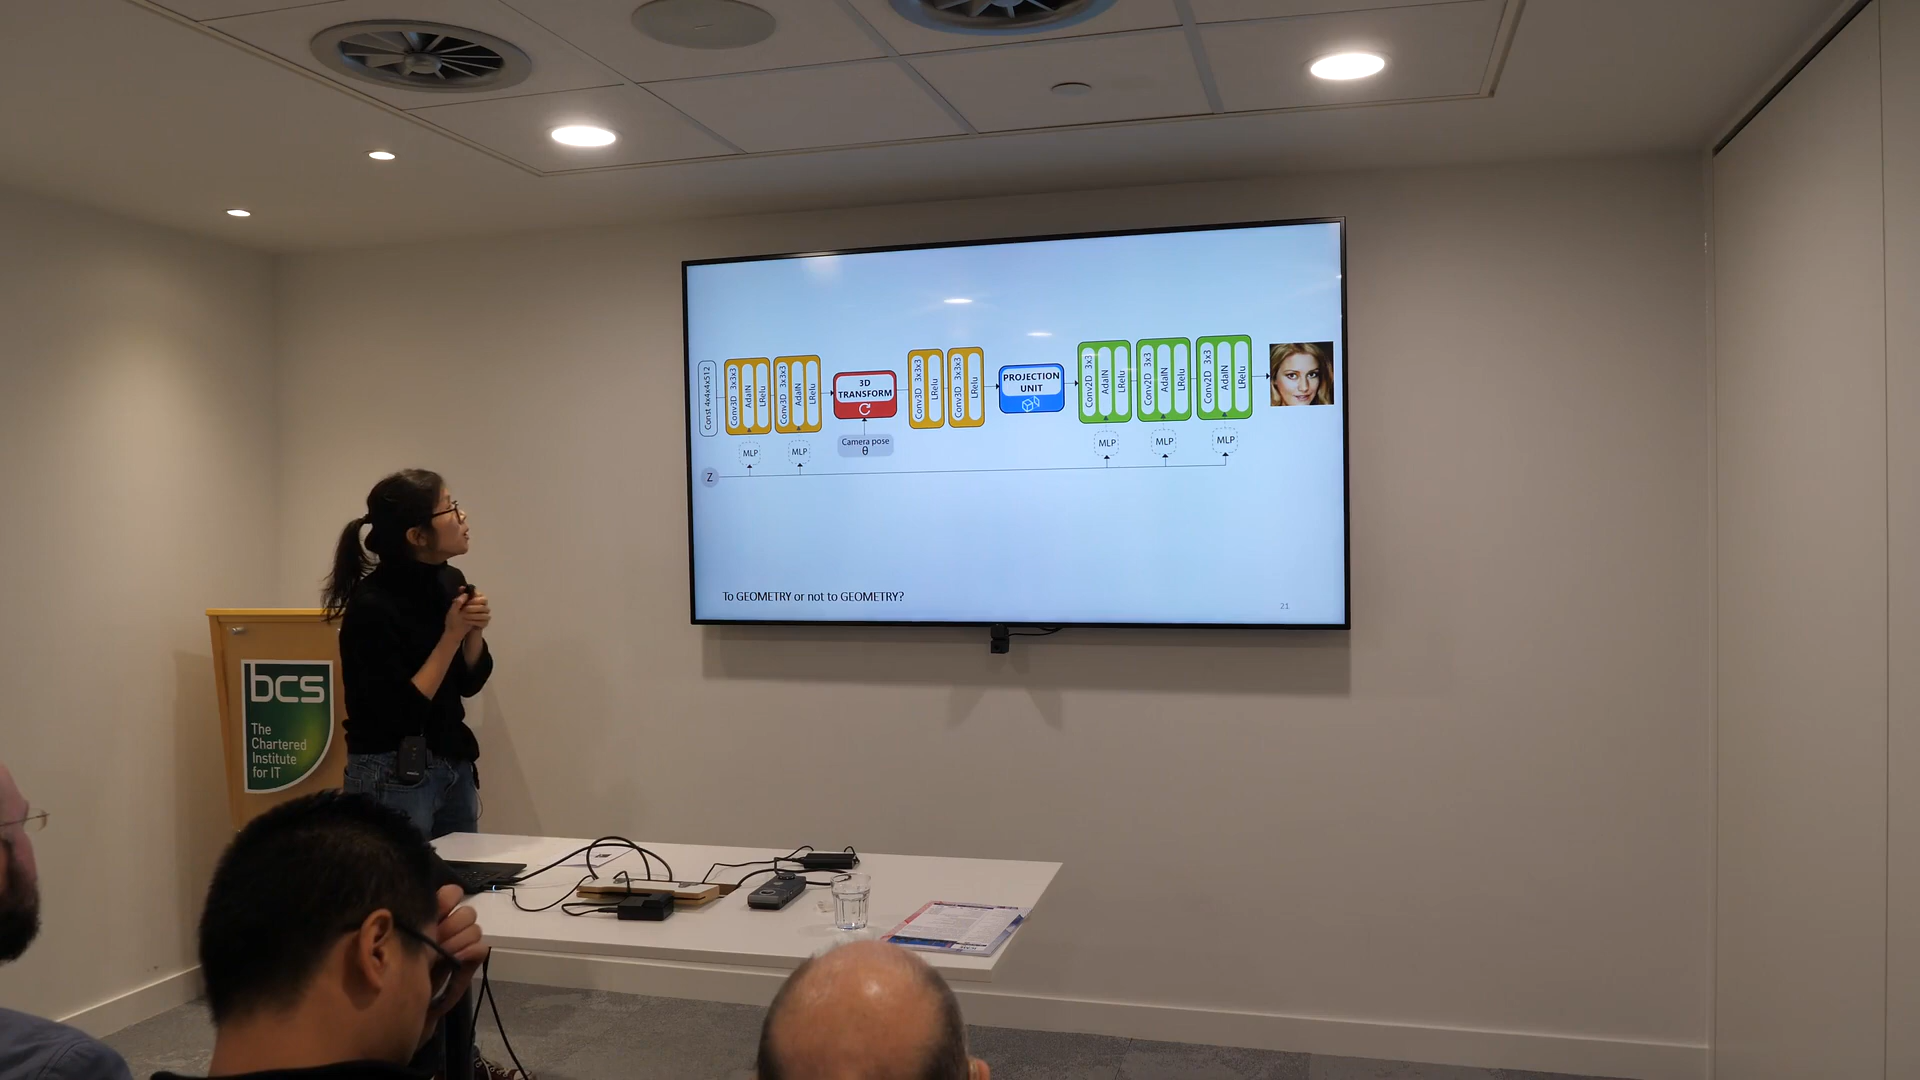 Const 4x4x4x512
Conv3D 3x3x3
AdaIN
LRelu
Conv3D 3x3x3
AdaIN
LRelu
3D
TRANSFORM
Conv3D 3x3x3
LRelu
Conv3D 3x3x3
LRelu
PROJECTION
UNIT
Conv2D 3x3
AdaIN
LRelu
Conv2D 3x3
AdaIN
LRelu
Conv2D 3x3
AdaIN
LRelu
MLP
MLP
Camera pose
θ
MLP
MLP
MLP
Z
To GEOMETRY or not to GEOMETRY?
21
bcs
The
Chartered
Institute
for IT